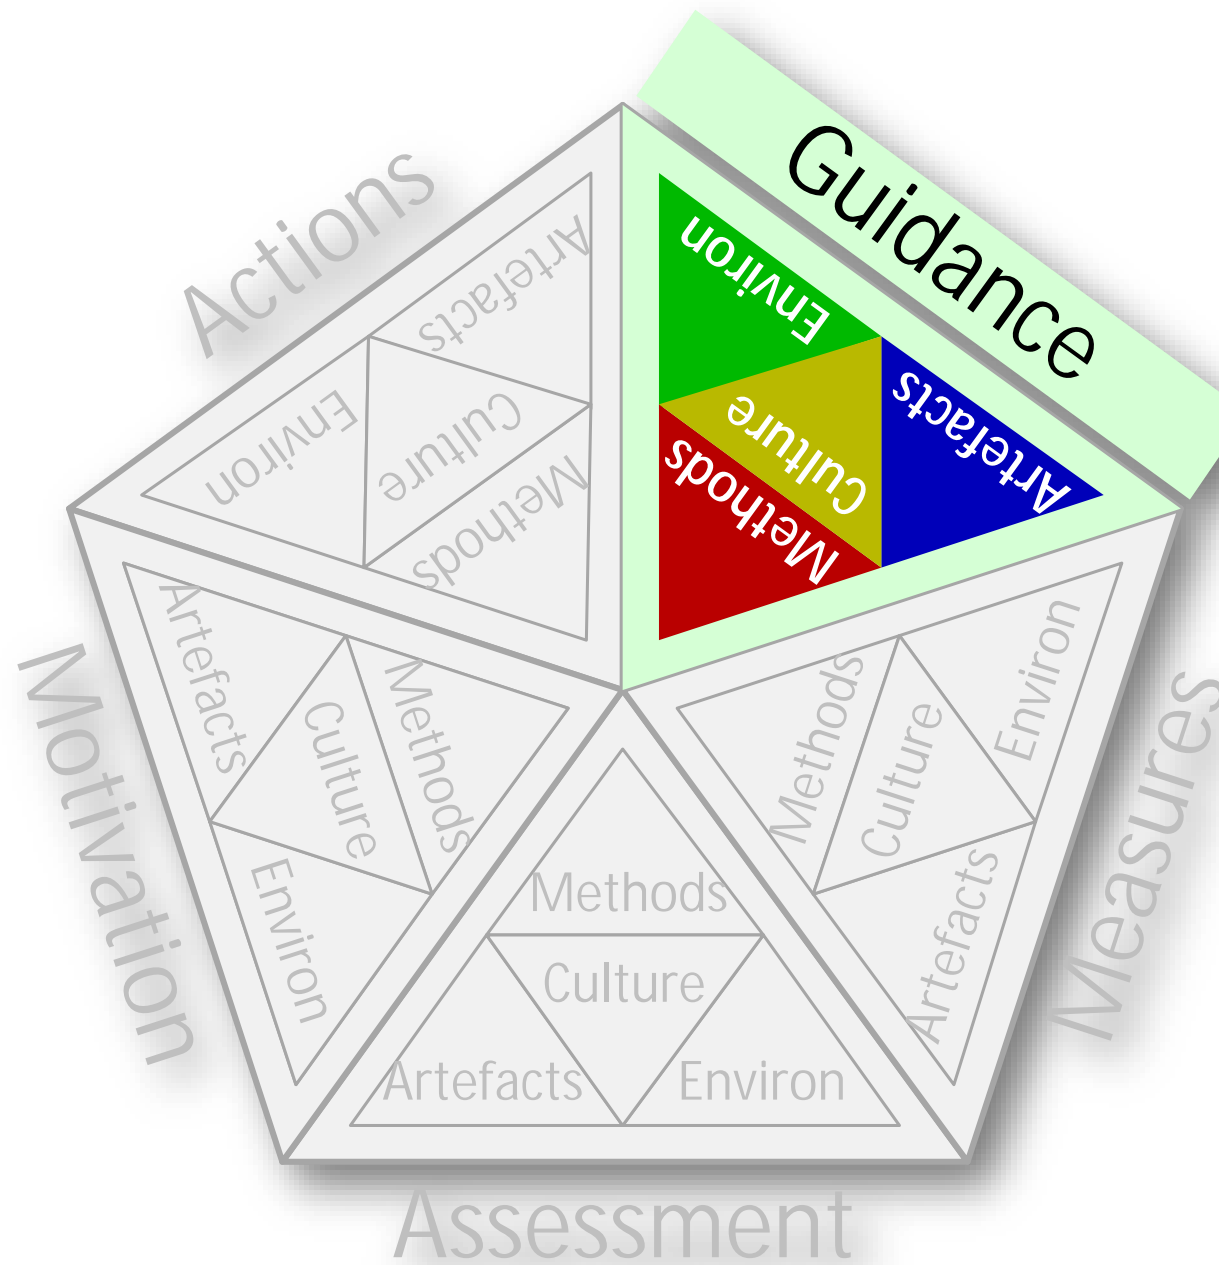 Guidance
Environ
Culture
Artefacts
Methods
Measures
Methods
Culture
Environ
Artefacts
Assessment
Methods
Culture
Artefacts
Environ
Motivation
Artefacts
Culture
Methods
Environ
Actions
Artefacts
Environ
Culture
Methods